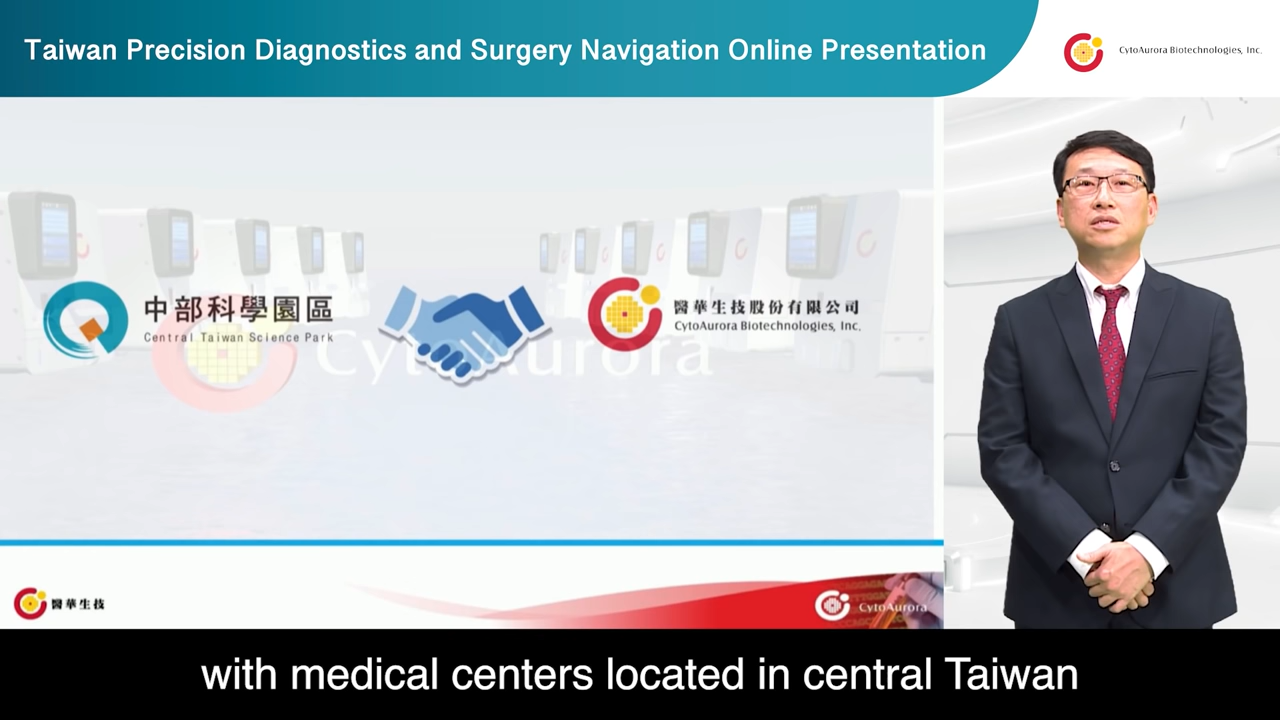 Taiwan Precision Diagnostics and Surgery Navigation Online Presentation
CytoAurora Biotechnologies, Inc.
中部科學園區
Central Taiwan Science Park
醫華生技股份有限公司
CytoAurora Biotechnologies, Inc.
CytoAurora
醫華生技
CytoAurora
with medical centers located in central Taiwan